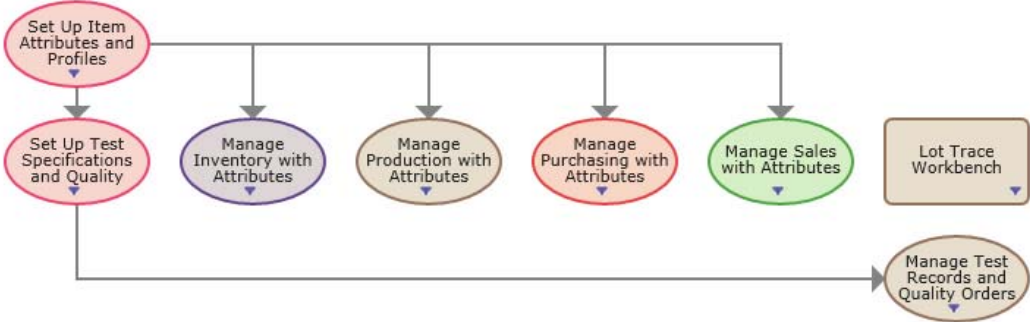 Set Up Item
Attributes and
Profiles
Set Up Test
Specifications
and Quality
Manage
Inventory with
Attributes
Manage
Production with
Attributes
Manage
Purchasing with
Attributes
Manage Sales
with Attributes
Lot Trace
Workbench
Manage Test
Records and
Quality Orders